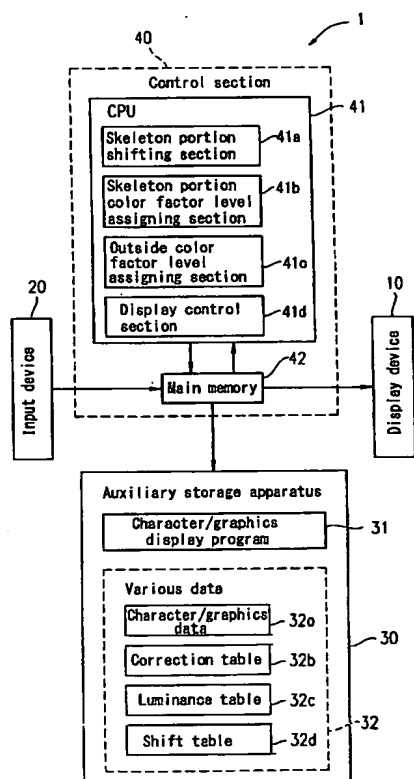 1
40
Control section
CPU
41
Skeleton portion
shifting section
41a
Skeleton portion
color factor level
assigning section
41b
Outside color
factor level
assigning section
41c
Display control
section
41d
20
Input device
10
Display device
Main memory
42
Auxiliary storage apparatus
Character/graphics
display program
31
Various data
Character/graphics
data
32a
Correction table
32b
Luminance table
32c
Shift table
32d
30
32